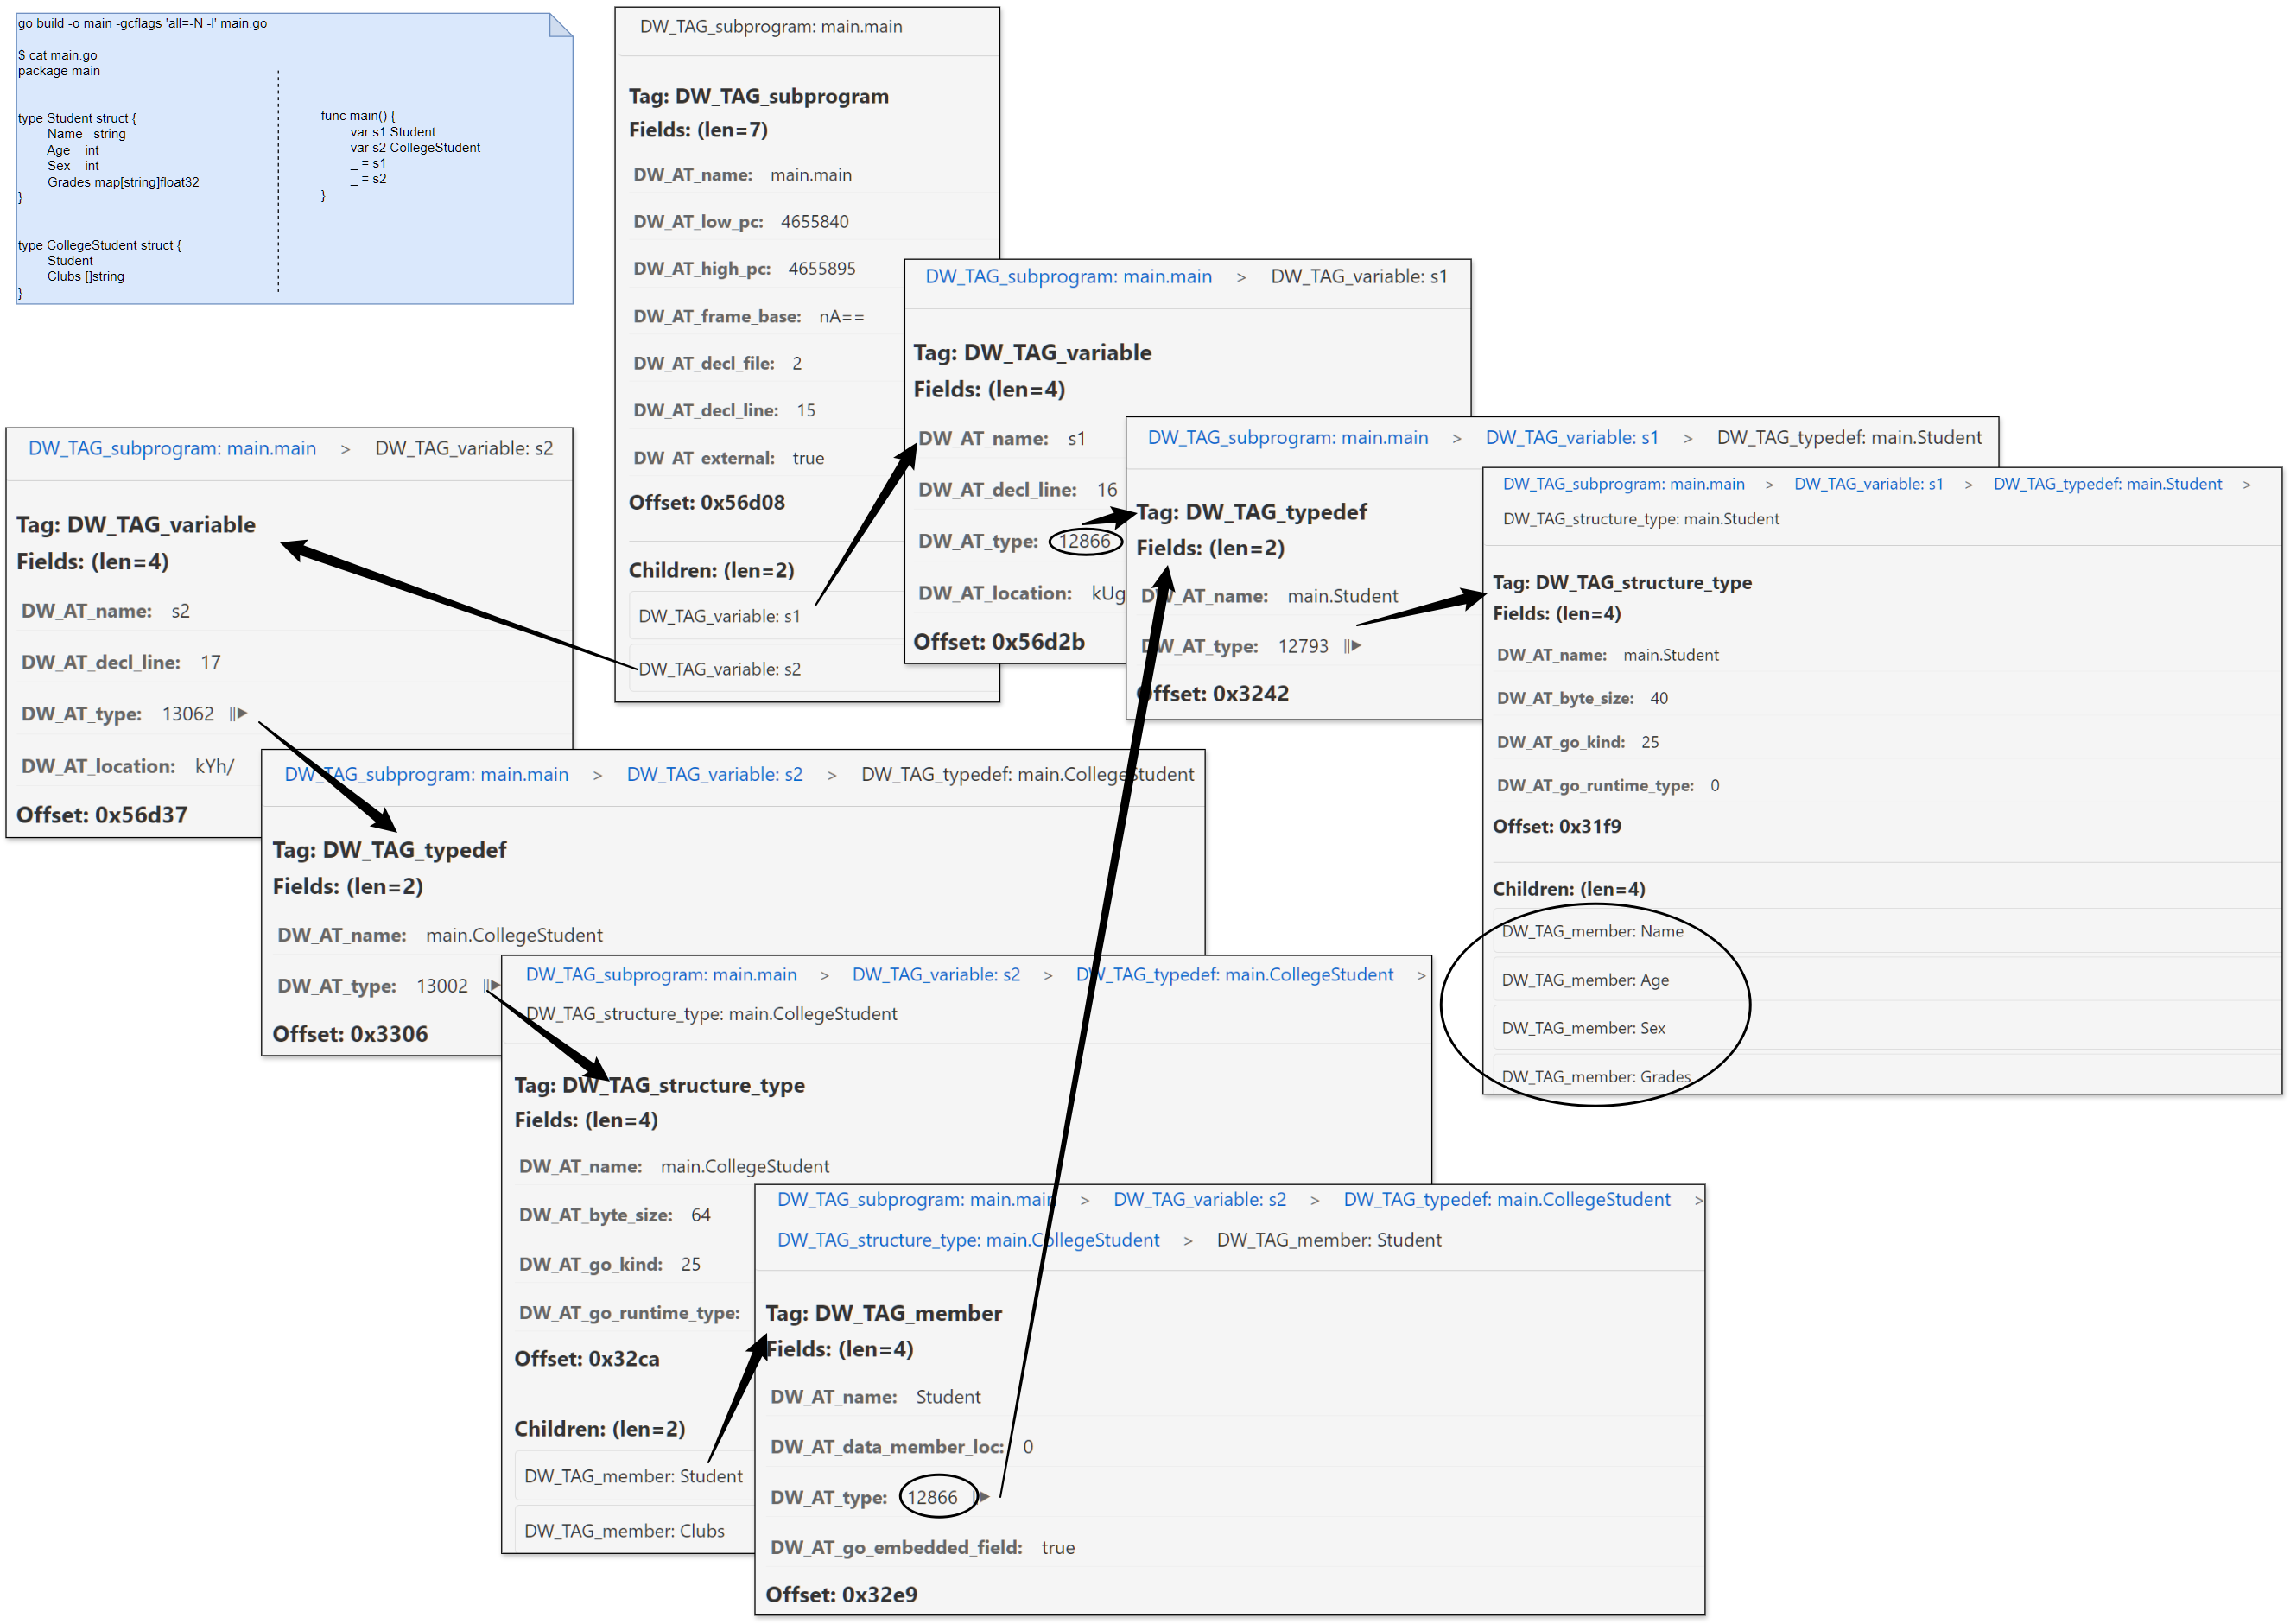 go build -o main -gcflags 'all=-N -l' main.go
--------------------------------------------------------
$ cat main.go
package main
type Student struct {
Name string
Age int
Sex int
Grades map[string]float32
}
type CollegeStudent struct {
Student
Clubs []string
}
func main() {
var s1 Student
var s2 CollegeStudent
_ = s1
_ = s2
}
DW_TAG_subprogram: main.main
Tag: DW_TAG_subprogram
Fields: (len=7)
DW_AT_name: main.main
DW_AT_low_pc: 4655840
DW_AT_high_pc: 4655895
DW_AT_frame_base: nA==
DW_AT_decl_file: 2
DW_AT_decl_line: 15
DW_AT_external: true
Offset: 0x56d08
Children: (len=2)
DW_TAG_variable: s1
DW_TAG_variable: s2
DW_TAG_subprogram: main.main > DW_TAG_variable: s1
Tag: DW_TAG_variable
Fields: (len=4)
DW_AT_name: s1
DW_AT_decl_line: 16
DW_AT_type: 12866
DW_AT_location: kUg
Offset: 0x56d2b
DW_TAG_subprogram: main.main > DW_TAG_variable: s1 > DW_TAG_typedef: main.Student
Tag: DW_TAG_typedef
Fields: (len=2)
DW_AT_name: main.Student
DW_AT_type: 12793
Offset: 0x3242
DW_TAG_subprogram: main.main > DW_TAG_variable: s1 > DW_TAG_typedef: main.Student >
DW_TAG_structure_type: main.Student
Tag: DW_TAG_structure_type
Fields: (len=4)
DW_AT_name: main.Student
DW_AT_byte_size: 40
DW_AT_go_kind: 25
DW_AT_go_runtime_type: 0
Offset: 0x31f9
Children: (len=4)
DW_TAG_member: Name
DW_TAG_member: Age
DW_TAG_member: Sex
DW_TAG_member: Grades
DW_TAG_subprogram: main.main > DW_TAG_variable: s2
Tag: DW_TAG_variable
Fields: (len=4)
DW_AT_name: s2
DW_AT_decl_line: 17
DW_AT_type: 13062
DW_AT_location: kYh/
Offset: 0x56d37
DW_TAG_subprogram: main.main > DW_TAG_variable: s2 > DW_TAG_typedef: main.CollegeStudent
Tag: DW_TAG_typedef
Fields: (len=2)
DW_AT_name: main.CollegeStudent
DW_AT_type: 13002
Offset: 0x3306
DW_TAG_subprogram: main.main > DW_TAG_variable: s2 > DW_TAG_typedef: main.CollegeStudent >
DW_TAG_structure_type: main.CollegeStudent
Tag: DW_TAG_structure_type
Fields: (len=4)
DW_AT_name: main.CollegeStudent
DW_AT_byte_size: 64
DW_AT_go_kind: 25
DW_AT_go_runtime_type:
Offset: 0x32ca
Children: (len=2)
DW_TAG_member: Student
DW_TAG_member: Clubs
DW_TAG_subprogram: main.main > DW_TAG_variable: s2 > DW_TAG_typedef: main.CollegeStudent >
DW_TAG_structure_type: main.CollegeStudent > DW_TAG_member: Student
Tag: DW_TAG_member
Fields: (len=4)
DW_AT_name: Student
DW_AT_data_member_loc: 0
DW_AT_type: 12866
DW_AT_go_embedded_field: true
Offset: 0x32e9